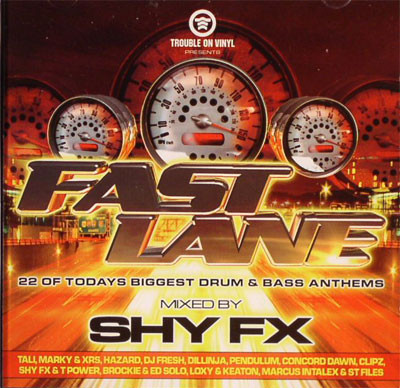 TROUBLE ON VINYL
PRESENTS
FAST
LANE
22 OF TODAYS BIGGEST DRUM & BASS ANTHEMS
MIXED BY
SHY FX
TALI, MARKY & XRS, HAZARD, DJ FRESH, DILLINJA, PENDULUM, CONCORD DAWN, CLIPZ,
SHY FX & T POWER, BROCKIE & ED SOLO, LOXY & KEATON, MARCUS INTALEX & ST FILES